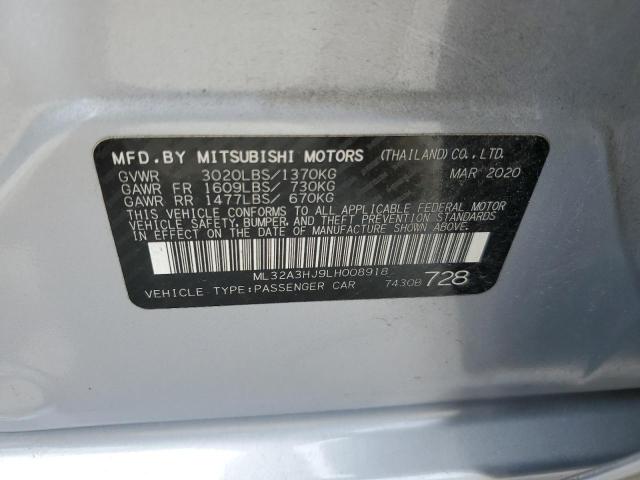 MFD.BY MITSUBISHI MOTORS (THAILAND) CO.,LTD.
GVWR 3020LBS/1370KG MAR 2020
GAWR FR 1609LBS/ 730KG
GAWR RR 1477LBS/ 670KG
THIS VEHICLE CONFORMS TO ALL APPLICABLE FEDERAL MOTOR
VEHICLE SAFETY, BUMPER AND THEFT PREVENTION STANDARDS
IN EFFECT ON THE DATE OF MANUFACTURE SHOWN ABOVE.
ML32A3HJ9LH008918
VEHICLE TYPE:PASSENGER CAR 7430B 728